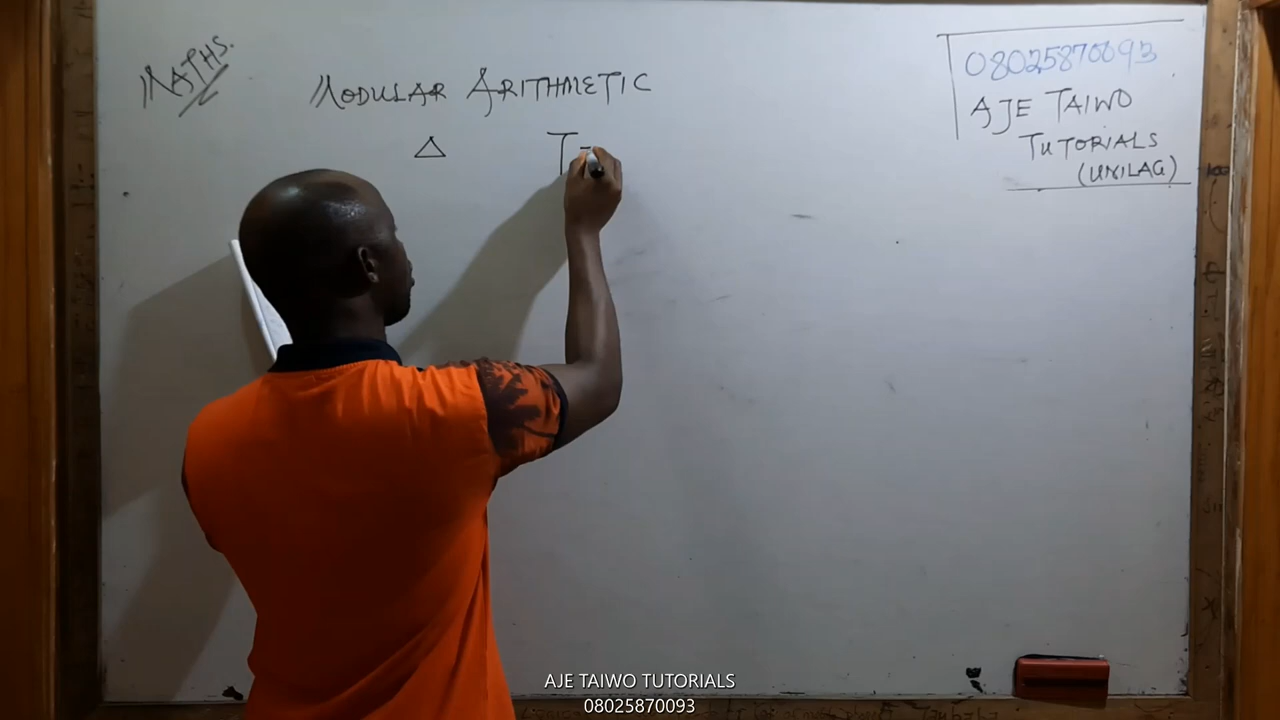 MATHS.
MODULAR ARITHMETIC
△ T
08025870093
AJE TAIWO
TUTORIALS
(UNILAG)
AJE TAIWO TUTORIALS
08025870093